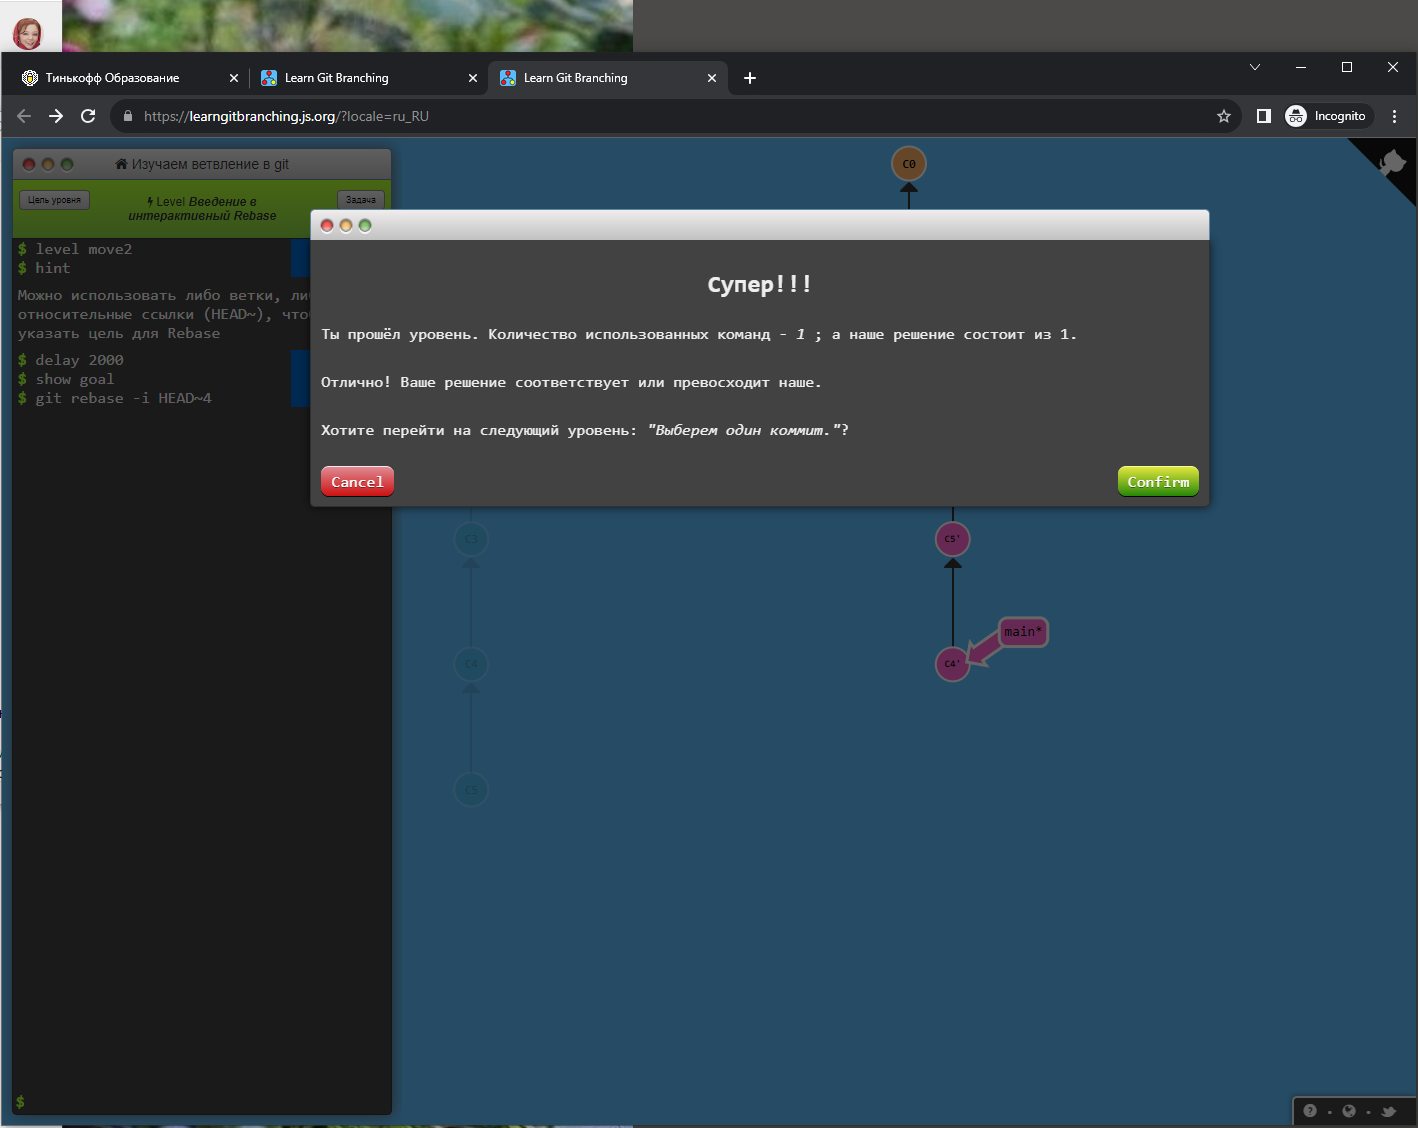 Тинькофф Образование
Learn Git Branching
Learn Git Branching
https://learngitbranching.js.org/?locale=ru_RU
Incognito
Изучаем ветвление в git
Цель уровня
Level Введение в
интерактивный Rebase
Задача
$ level move2
$ hint
Можно использовать либо ветки, ли
относительные ссылки (HEAD~), что
указать цель для Rebase
$ delay 2000
$ show goal
$ git rebase -i HEAD~4
$
C0
Супер!!!
Ты прошёл уровень. Количество использованных команд - 1 ; а наше решение состоит из 1.
Отлично! Ваше решение соответствует или превосходит наше.
Хотите перейти на следующий уровень: "Выберем один коммит."?
Cancel
Confirm
C3
C5'
main*
C4
C4'
C5